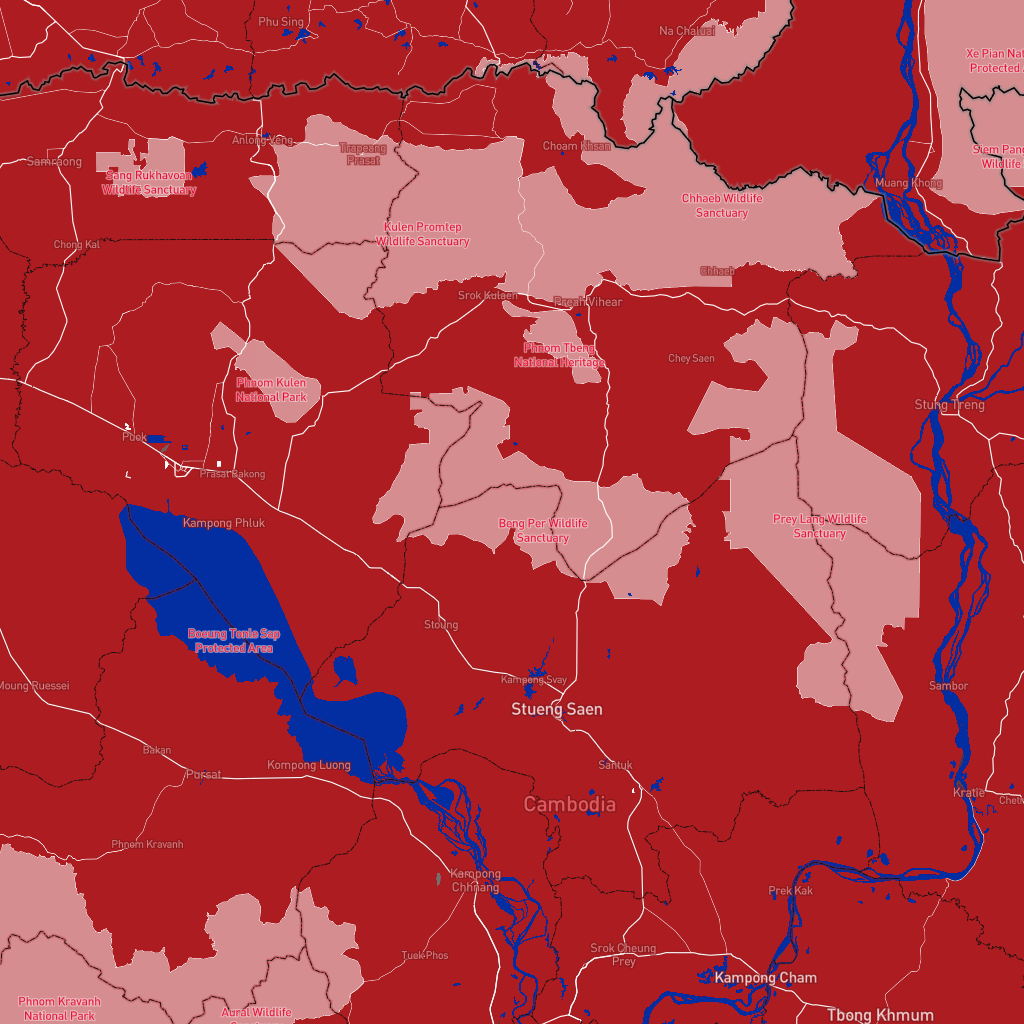 Phu Sing
Na Chaluai
Xe Pian Nat
Protected A
Anlong Veng
Trapeang
Prasat
Choam Khsan
Samraong
Sang Rukhavoan
Wildlife Sanctuary
Siem Pang
Wildlife
Muang Khong
Chhaeb Wildlife
Sanctuary
Kulen Promtep
Wildlife Sanctuary
Chong Kal
Chhaeb
Srok Kulaen
Preah Vihear
Phnom Tbeng
National Heritage
Chey Saen
Phnom Kulen
National Park
Stung Treng
Puok
Prasat Bakong
Kampong Phluk
Beng Per Wildlife
Sanctuary
Prey Lang Wildlife
Sanctuary
Stoung
Boeung Tonle Sap
Protected Area
Moung Ruessei
Kampong Svay
Sambor
Stueng Saen
Bakan
Kompong Luong
Santuk
Pursat
Kratie
Cambodia
Phnom Kravanh
Kampong
Chhnang
Prek Kak
Tuek Phos
Srok Cheung
Prey
Kampong Cham
Phnom Kravanh
National Park
Aural Wildlife
Tbong Khmum